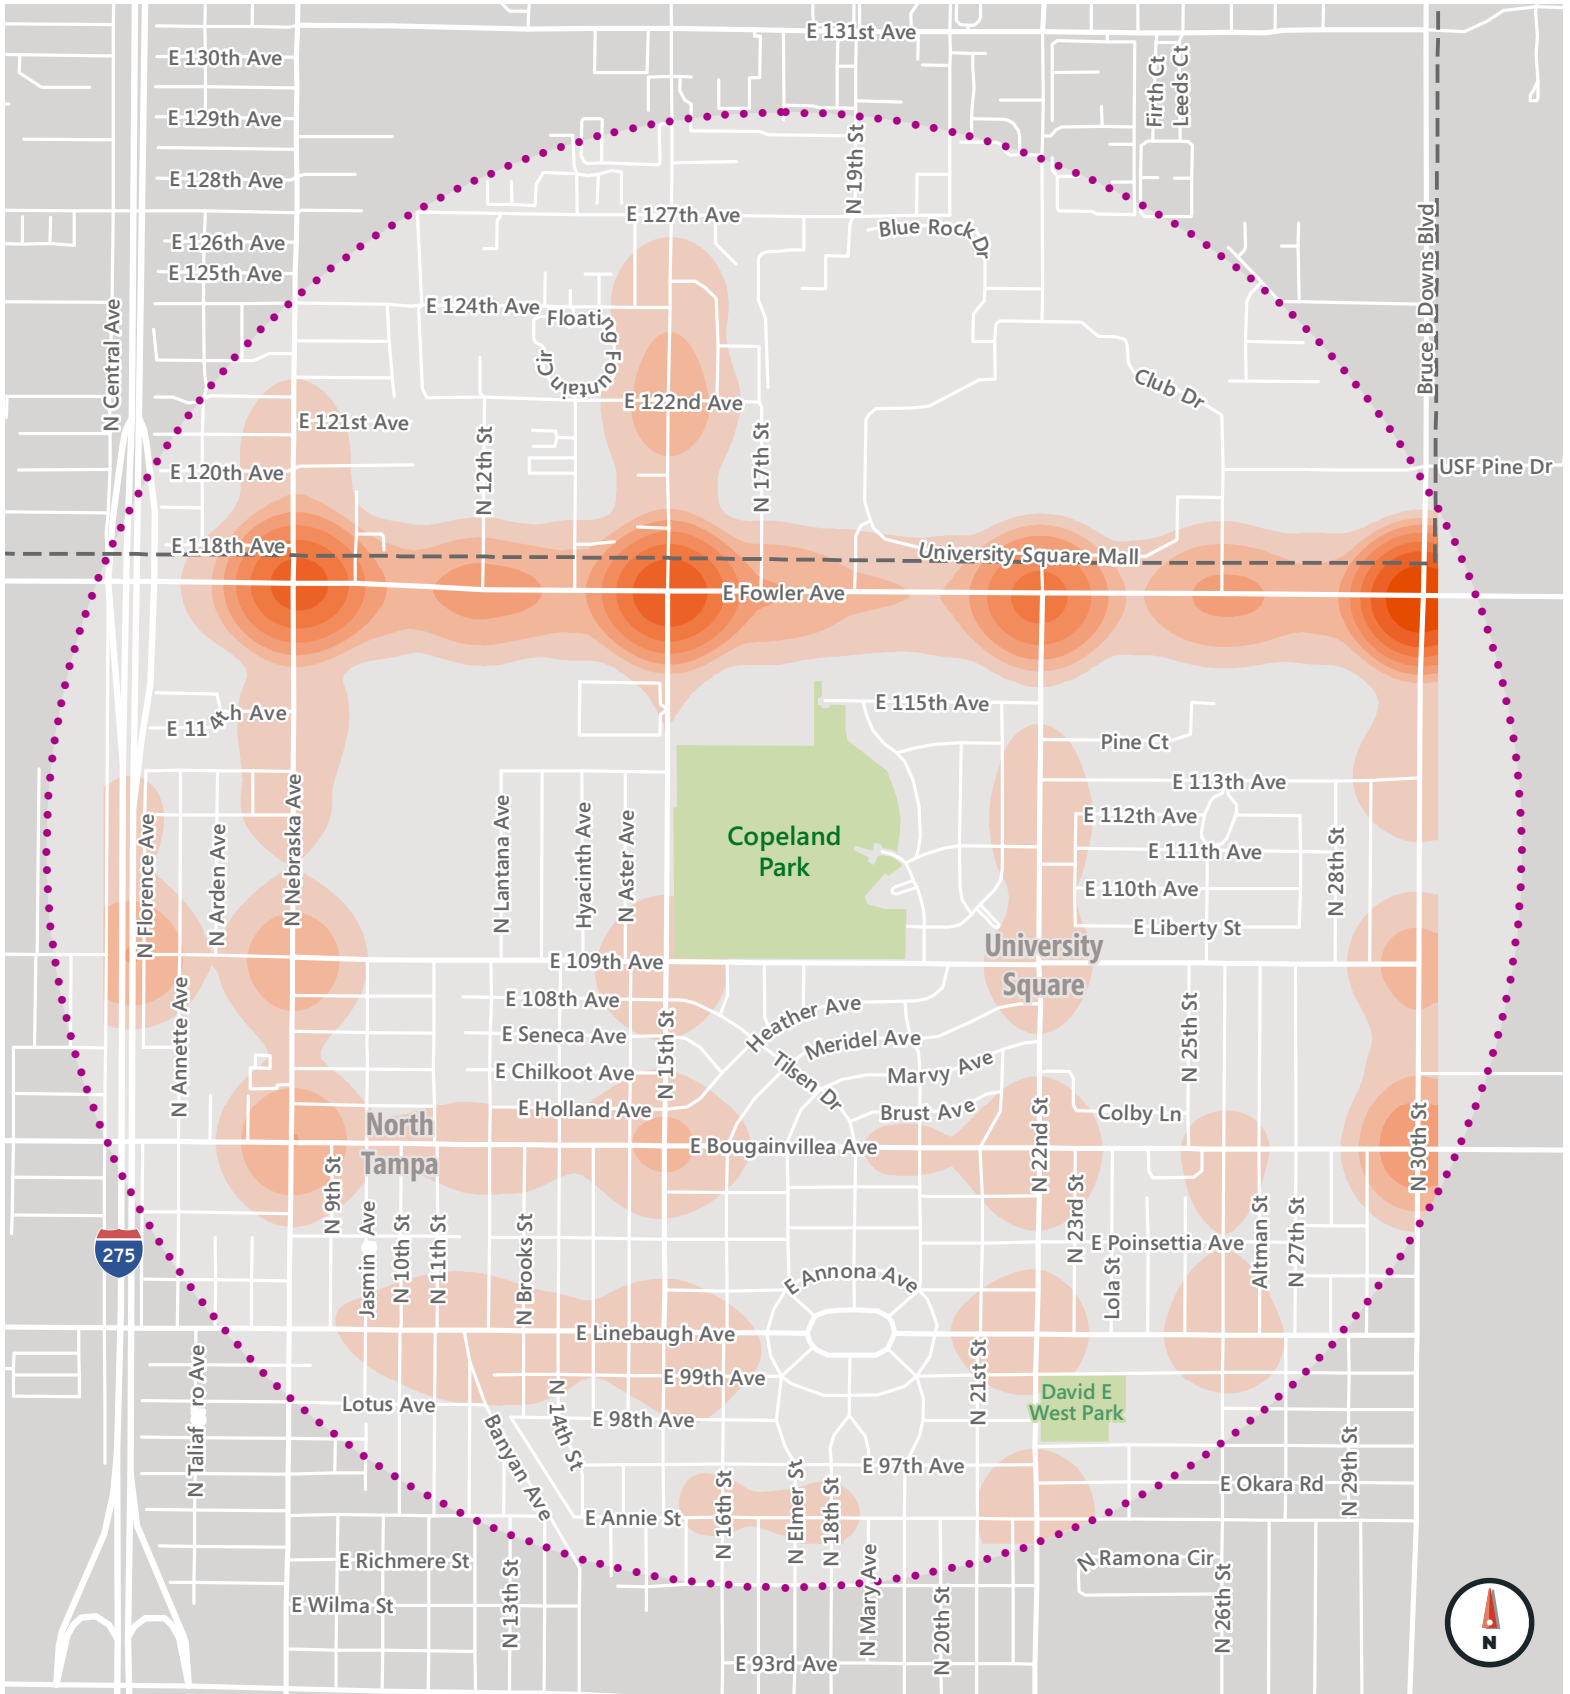 E 131st Ave
E 130th Ave
Firth Ct
Leeds Ct
E 129th Ave
N 19th St
E 128th Ave
E 127th Ave
Blue Rock Dr
E 126th Ave
E 125th Ave
Bruce B Downs Blvd
E 124th Ave
Floating Fountain Cir
N Central Ave
Club Dr
E 122nd Ave
E 121st Ave
N 12th St
N 17th St
E 120th Ave
USF Pine Dr
E 118th Ave
University Square Mall
E Fowler Ave
E 114th Ave
E 115th Ave
Pine Ct
E 113th Ave
N Nebraska Ave
N Florence Ave
N Arden Ave
N Lantana Ave
Hyacinth Ave
N Aster Ave
Copeland
Park
E 112th Ave
E 111th Ave
N 28th St
E 110th Ave
E Liberty St
University
Square
E 109th Ave
E 108th Ave
N Annette Ave
E Seneca Ave
N 15th St
Heather Ave
Meridel Ave
N 25th St
E Chilkoot Ave
Tilsen Dr
Marvy Ave
E Holland Ave
Brust Ave
Colby Ln
North
Tampa
E Bougainvillea Ave
N 22nd St
N 30th St
N 9th St
Jasmin Ave
N 10th St
N 11th St
N Brooks St
N 23rd St
E Poinsettia Ave
Altman St
N 27th St
275
E Annona Ave
Lola St
E Linebaugh Ave
N Taliaferro Ave
E 99th Ave
N 21st St
David E
West Park
Lotus Ave
N 14th St
E 98th Ave
Banyan Ave
E 97th Ave
N 29th St
E Okara Rd
N 16th St
N Elmer St
N 18th St
E Annie St
E Richmere St
N Ramona Cir
N 13th St
N Mary Ave
E Wilma St
N 20th St
N 26th St
N
E 93rd Ave